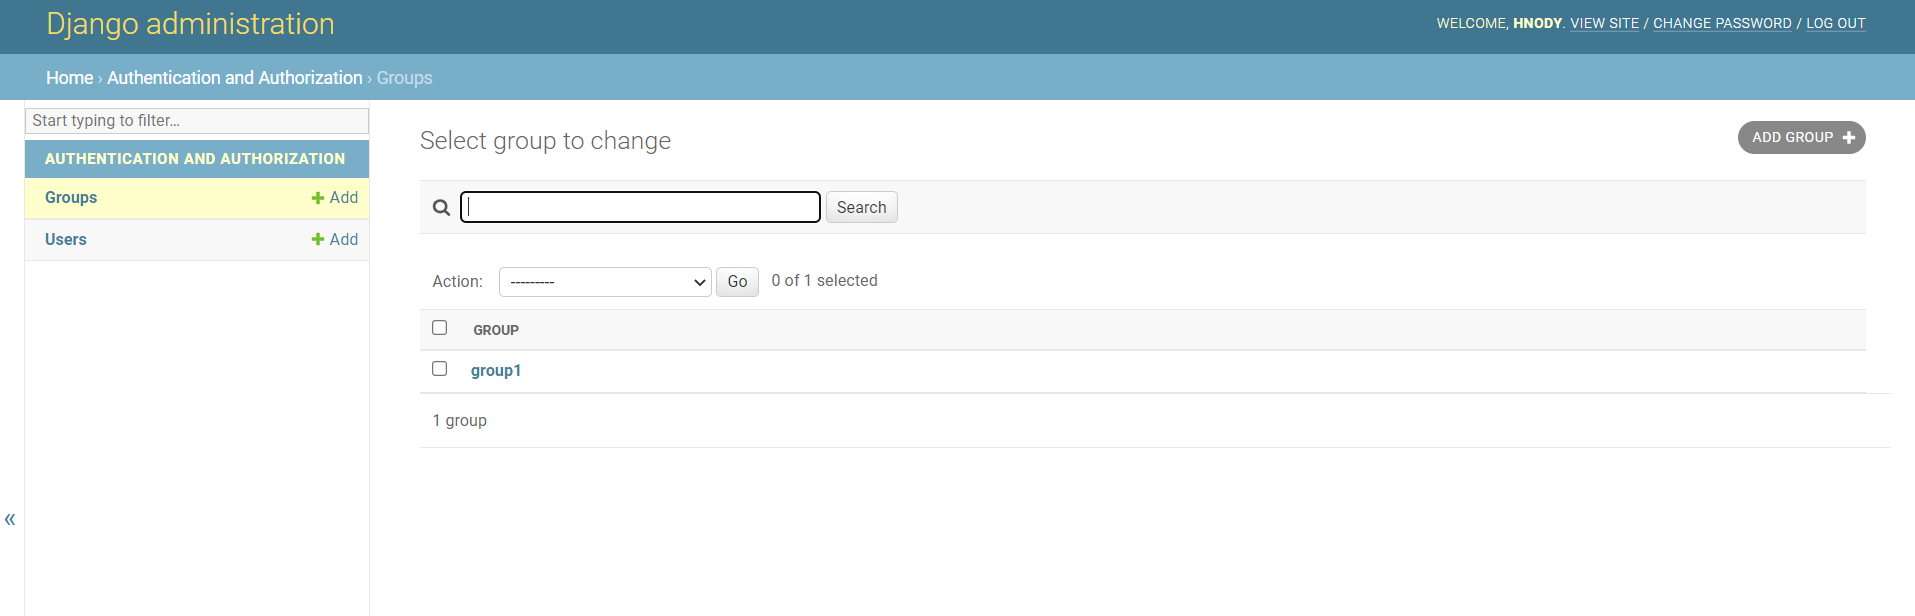 Django administration
WELCOME, HNODY. VIEW SITE / CHANGE PASSWORD / LOG OUT
Home › Authentication and Authorization › Groups
Start typing to filter...
AUTHENTICATION AND AUTHORIZATION
Groups + Add
Users + Add
«
Select group to change
ADD GROUP +
Search
Action: --------- Go 0 of 1 selected
GROUP
group1
1 group